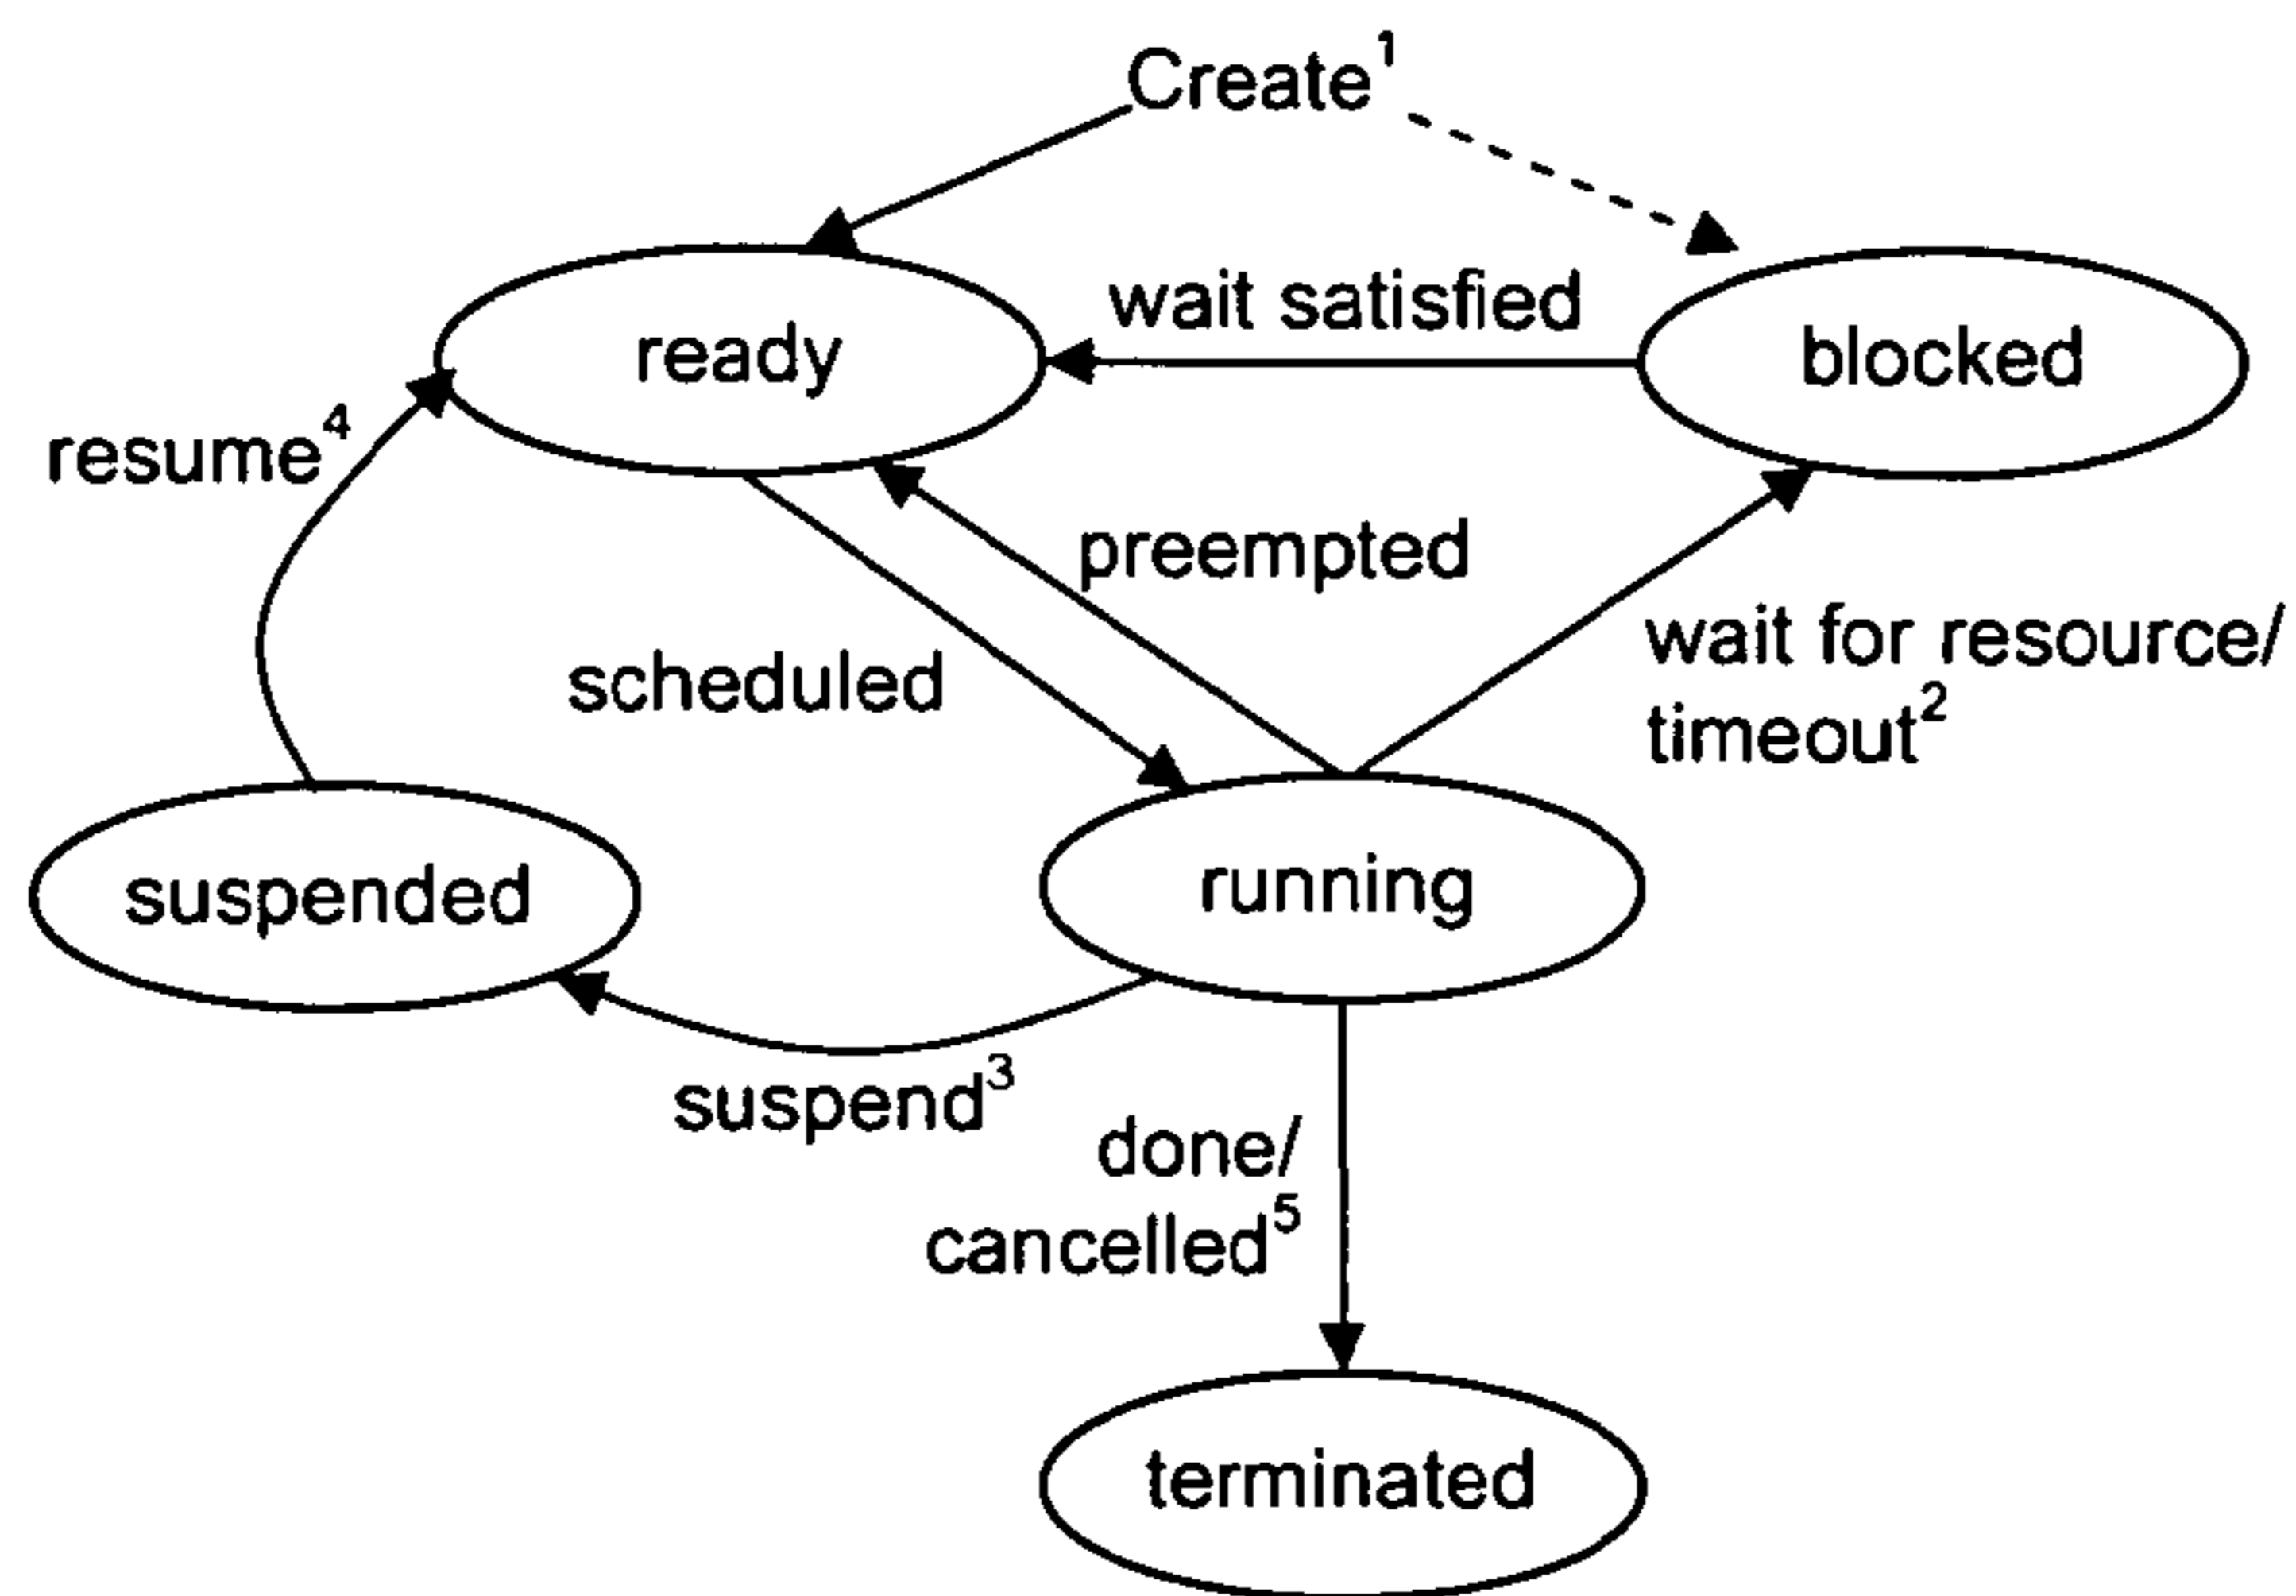 Create¹
wait satisfied
ready
blocked
resume⁴
preempted
wait for resource/
timeout²
scheduled
suspended
running
suspend³
done/
cancelled⁵
terminated